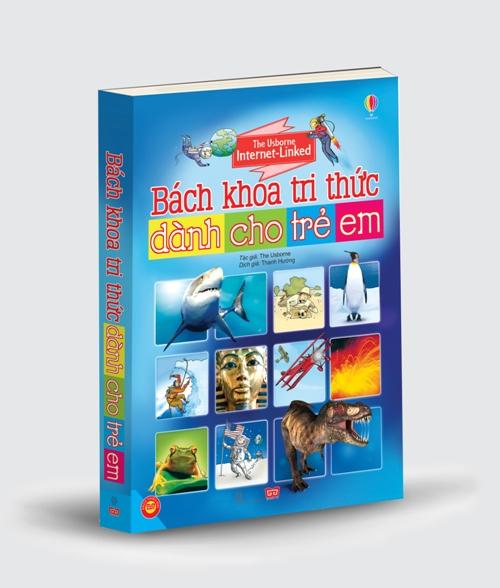 The Usborne
Internet-Linked
Bách khoa tri thức
dành cho trẻ em
Tác giả: The Usborne
Dịch giả: Thanh Hương
Bách khoa tri thức dành cho trẻ em